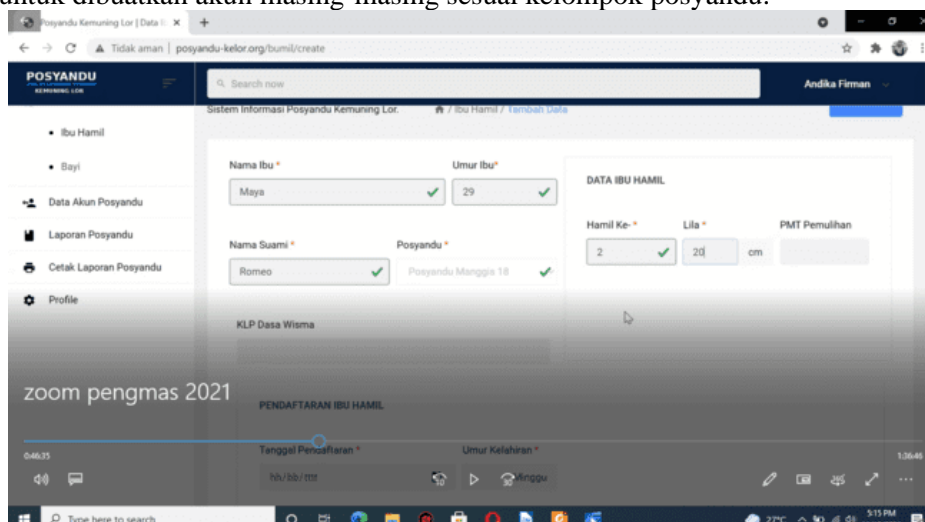 untuk dibuatkan akun masing-masing sesuai kelompok posyandu.
Posyandu Kemuning Lor | Data I
Tidak aman | posyandu-kelor.org/bumil/create
POSYANDU
KEMUNING LOR
Search now
Andika Firman
Sistem Informasi Posyandu Kemuning Lor.
/ Ibu Hamil / Tambah Data
Ibu Hamil
Bayi
Data Akun Posyandu
Laporan Posyandu
Cetak Laporan Posyandu
Profile
Nama Ibu *
Umur Ibu*
Maya
29
Nama Suami *
Posyandu *
Romeo
Posyandu Manggis 18
KLP Dasa Wisma
DATA IBU HAMIL
Hamil Ke- *
Lila *
PMT Pemulihan
2
20
cm
zoom pengmas 2021
PENDAFTARAN IBU HAMIL
Tanggal Pendaftaran *
Umur Kelahiran *
hh/bb/tttt
Minggu
0:46:35
1:36:46
10
30
Type here to search
27°C
5:15 PM